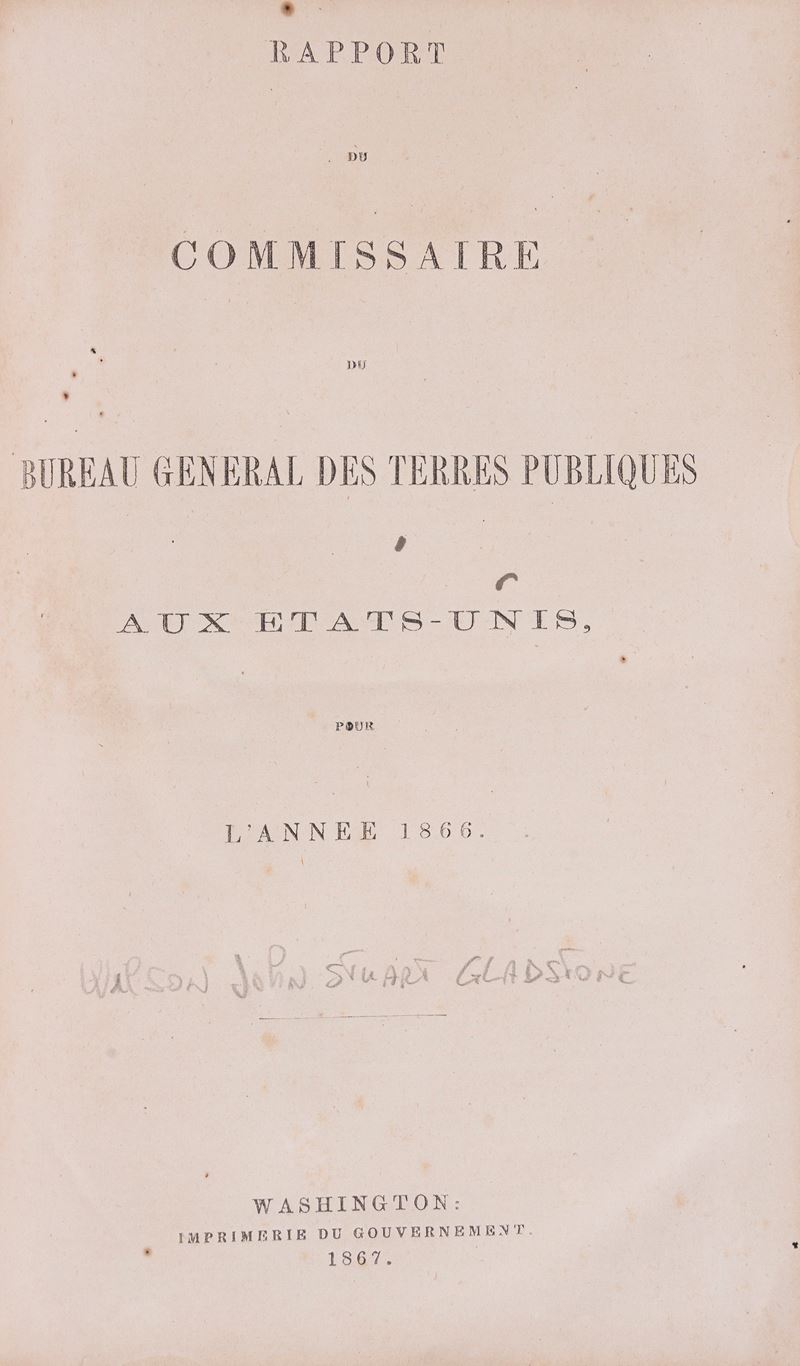 RAPPORT
DU
COMMISSAIRE
DU
BUREAU GENERAL DES TERRES PUBLIQUES
AUX ETATS-UNIS,
POUR
L'ANNEE 1866.
WATSON John StuART GLADStONE
WASHINGTON:
IMPRIMERIE DU GOUVERNEMENT.
1867.